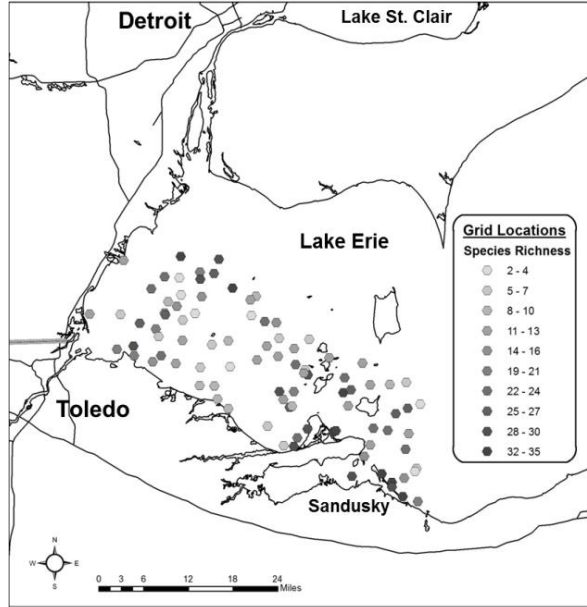 Detroit
Lake St. Clair
Lake Erie
Grid Locations
Species Richness
2 - 4
5 - 7
8 - 10
11 - 13
14 - 16
19 - 21
22 - 24
25 - 27
28 - 30
32 - 35
Toledo
Sandusky
N
W E
S
0 3 6 12 18 24
Miles